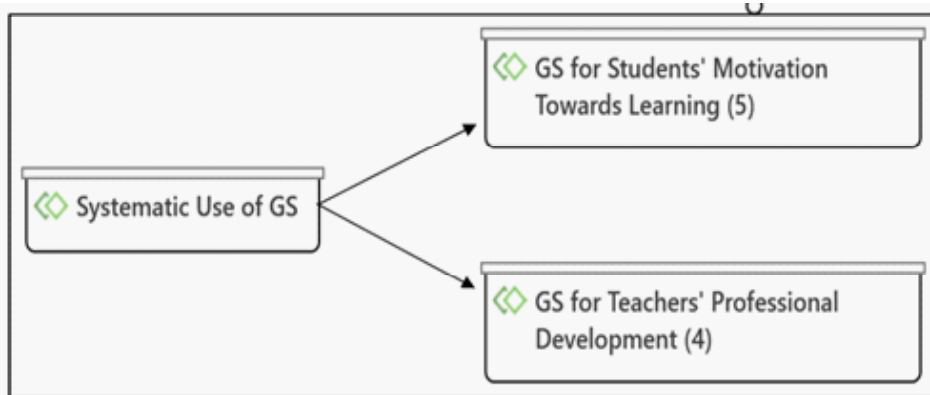 GS for Students' Motivation
Towards Learning (5)
Systematic Use of GS
GS for Teachers' Professional
Development (4)